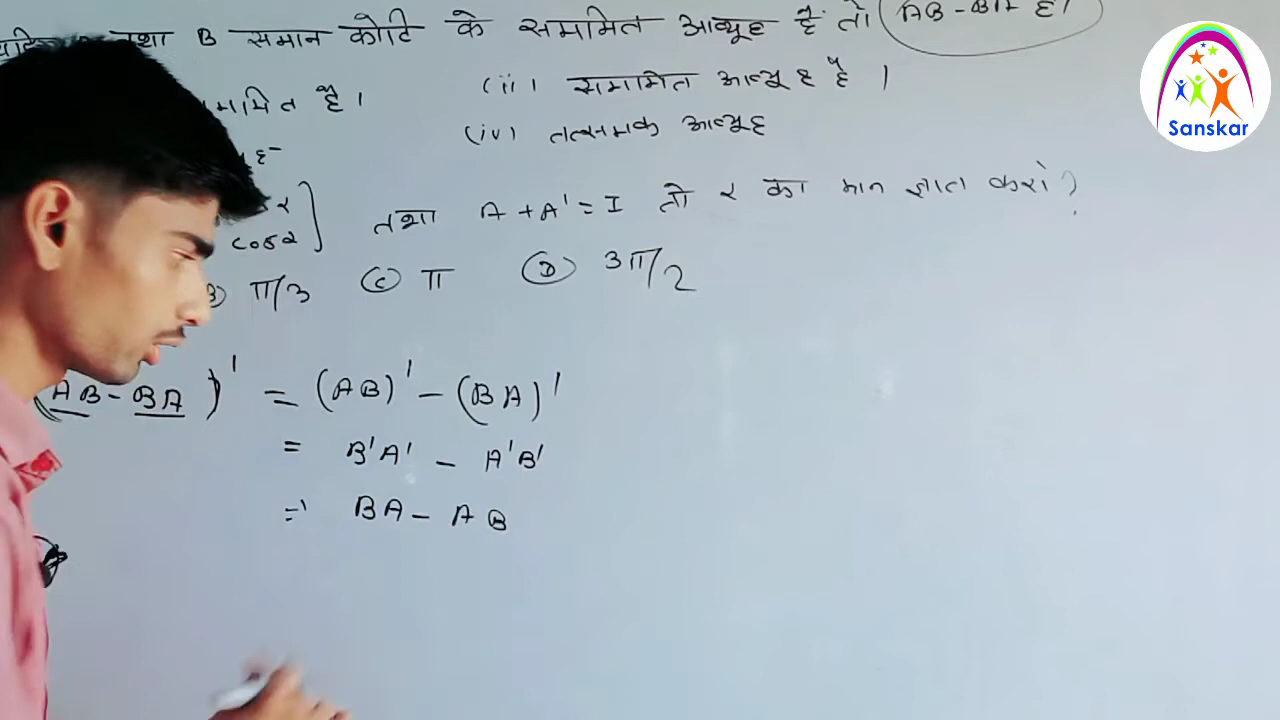 तथा B समान कोटि के सममित आव्यूह है तो AB - BA है।
(ii) सममित आव्यूह है।
(iv) तत्समक आव्यूह
cosα तथा A + A' = I तो α का मान ज्ञात करो?
π/3 (C) π (D) 3π/2
(AB - BA)' = (AB)' - (BA)'
= B'A' - A'B'
= BA - AB
Sanskar